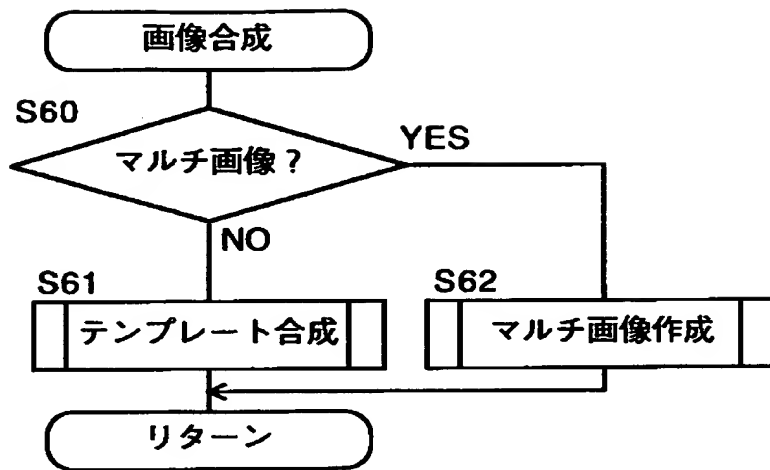 画像合成
S60
マルチ画像？
YES
NO
S61
テンプレート合成
S62
マルチ画像作成
リターン